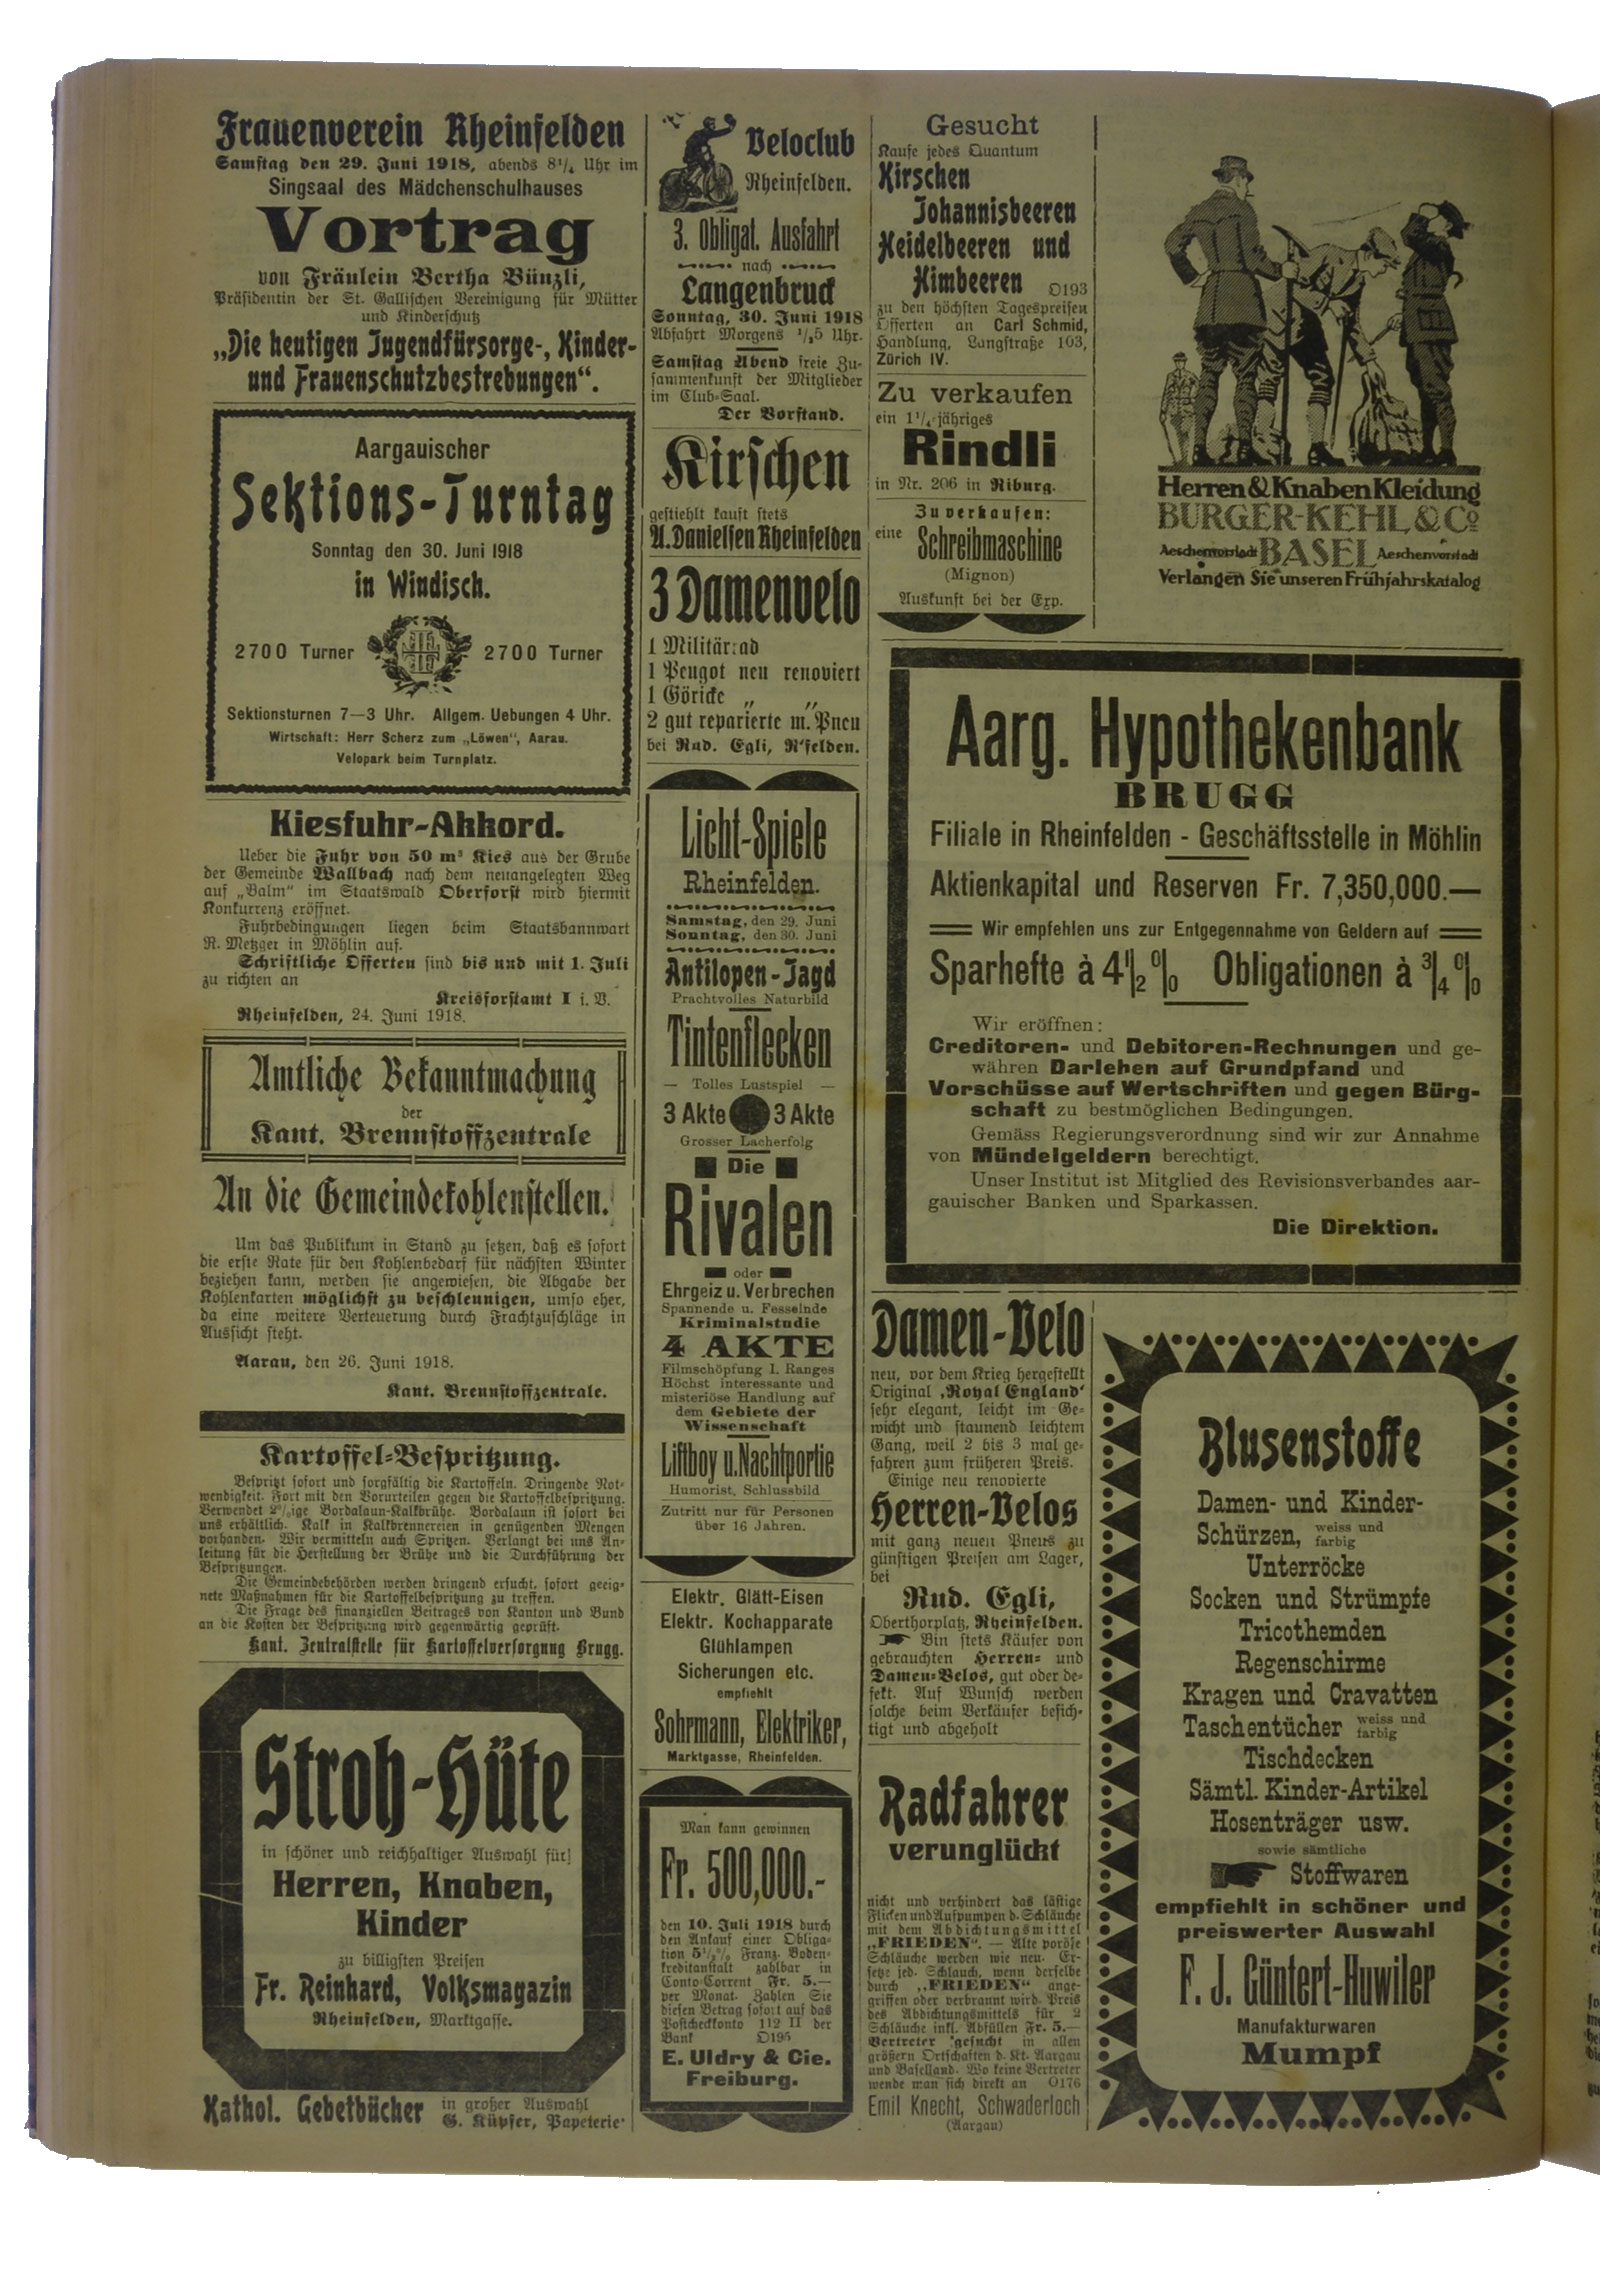 Frauenverein Rheinfelden
Samstag den 29. Juni 1918, abends 8¼ Uhr im
Singsaal des Mädchenschulhauses
Vortrag
von Fräulein Bertha Bünzli,
Präsidentin der St. Gallischen Vereinigung für Mütter
und Kinderschutz
„Die heutigen Jugendfürsorge-, Kinder-
und Frauenschutzbestrebungen“.
Aargauischer
Sektions-Turntag
Sonntag den 30. Juni 1918
in Windisch.
2700 Turner 2700 Turner
Sektionsturnen 7—3 Uhr. Allgem. Uebungen 4 Uhr.
Wirtschaft: Herr Scherz zum „Löwen“, Aarau.
Velopark beim Turnplatz.
Kiesfuhr-Akkord.
Ueber die Fuhr von 50 m³ Kies aus der Grube
der Gemeinde Wallbach nach dem neuangelegten Weg
auf „Balm“ im Staatswald Oberforst wird hiermit
Konkurrenz eröffnet.
Fuhrbedingungen liegen beim Staatsbannwart
R. Metzger in Möhlin auf.
Schriftliche Offerten sind bis und mit 1. Juli
zu richten an
Kreisforstamt I i. V.
Rheinfelden, 24. Juni 1918.
Amtliche Bekanntmachung
der
Kant. Brennstoffzentrale
An die Gemeindekohlenstellen.
Um das Publikum in Stand zu setzen, daß es sofort
die erste Rate für den Kohlenbedarf für nächsten Winter
beziehen kann, werden sie angewiesen, die Abgabe der
Kohlenkarten möglichst zu beschleunigen, umso eher,
da eine weitere Verteuerung durch Frachtzuschläge in
Aussicht steht.
Aarau, den 26. Juni 1918.
Kant. Brennstoffzentrale.
Kartoffel-Bespritzung.
Bespritzt sofort und sorgfältig die Kartoffeln. Dringende Not-
wendigkeit. Fort mit den Vorurteilen gegen die Kartoffelbespritzung.
Verwendet 2%ige Bordalaun-Kalkbrühe. Bordalaun ist sofort bei
uns erhältlich. Kalk in Kalkbrennereien in genügenden Mengen
vorhanden. Wir vermitteln auch Spritzen. Verlangt bei uns An-
leitung für die Herstellung der Brühe und die Durchführung der
Bespritzungen.
Die Gemeindebehörden werden dringend ersucht, sofort geeig-
nete Maßnahmen für die Kartoffelbespritzung zu treffen.
Die Frage des finanziellen Beitrages von Kanton und Bund
an die Kosten der Bespritzung wird gegenwärtig geprüft.
Kant. Zentralstelle für Kartoffelversorgung Brugg.
Stroh-Hüte
in schöner und reichhaltiger Auswahl für
Herren, Knaben,
Kinder
zu billigsten Preisen
Fr. Reinhard, Volksmagazin
Rheinfelden, Marktgasse.
Kathol. Gebetbücher in großer Auswahl
G. Küpfer, Papeterie
Veloclub
Rheinfelden.
3. Obligat. Ausfahrt
nach
Langenbruck
Sonntag, 30. Juni 1918
Abfahrt Morgens ½5 Uhr.
Samstag Abend freie Zu-
sammenkunft der Mitglieder
im Club-Saal.
Der Vorstand.
Kirschen
gestiehlt kauft stets
A. Danielsen Rheinfelden
3 Damenvelo
1 Militärrad
1 Peugot neu renoviert
1 Göricke „ „
2 gut reparierte m. Pneu
bei Rud. Egli, R'felden.
Licht-Spiele
Rheinfelden.
Samstag, den 29. Juni
Sonntag, den 30. Juni
Antilopen-Jagd
Prachtvolles Naturbild
Tintenflecken
— Tolles Lustspiel —
3 Akte 3 Akte
Grosser Lacherfolg
Die
Rivalen
oder
Ehrgeiz u. Verbrechen
Spannende u. Fesselnde
Kriminalstudie
4 AKTE
Filmschöpfung I. Ranges
Höchst interessante und
misteriöse Handlung auf
dem Gebiete der
Wissenschaft
Liftboy u. Nachtportie
Humorist. Schlussbild
Zutritt nur für Personen
über 16 Jahren.
Elektr. Glätt-Eisen
Elektr. Kochapparate
Glühlampen
Sicherungen etc.
empfiehlt
Sohrmann, Elektriker,
Marktgasse, Rheinfelden.
Man kann gewinnen
Fr. 500,000.-
den 10. Juli 1918 durch
den Ankauf einer Obliga-
tion 5½% Franz. Boden-
kreditanstalt zahlbar in
Conto-Corrent Fr. 5.—
per Monat. Zahlen Sie
diesen Betrag sofort auf das
Postcheckkonto 112 II der
Bank O195
E. Uldry & Cie.
Freiburg.
Gesucht
Kaufe jedes Quantum
Kirschen
Johannisbeeren
Heidelbeeren und
Himbeeren O193
zu den höchsten Tagespreisen
Offerten an Carl Schmid,
Handlung, Langstraße 103,
Zürich IV.
Zu verkaufen
ein 1¼-jähriges
Rindli
in Nr. 206 in Riburg.
Zu verkaufen:
eine Schreibmaschine
(Mignon)
Auskunft bei der Exp.
Herren & Knaben Kleidung
BURGER-KEHL & Co
Aeschenvorstadt BASEL Aeschenvorstadt
Verlangen Sie unseren Frühjahrskatalog
Aarg. Hypothekenbank
BRUGG
Filiale in Rheinfelden - Geschäftsstelle in Möhlin
Aktienkapital und Reserven Fr. 7,350,000.—
Wir empfehlen uns zur Entgegennahme von Geldern auf
Sparhefte à 4½% Obligationen à ¾%
Wir eröffnen:
Creditoren- und Debitoren-Rechnungen und ge-
währen Darlehen auf Grundpfand und
Vorschüsse auf Wertschriften und gegen Bürg-
schaft zu bestmöglichen Bedingungen.
Gemäss Regierungsverordnung sind wir zur Annahme
von Mündelgeldern berechtigt.
Unser Institut ist Mitglied des Revisionsverbandes aar-
gauischer Banken und Sparkassen.
Die Direktion.
Damen-Velo
neu, vor dem Krieg hergestellt
Original ‚Royal England‘
sehr elegant, leicht im Ge-
wicht und staunend leichtem
Gang, weil 2 bis 3 mal ge-
fahren zum früheren Preis.
Einige neu renovierte
Herren-Velos
mit ganz neuen Pneus zu
günstigen Preisen am Lager,
bei
Rud. Egli,
Oberthorplatz, Rheinfelden.
Bin stets Käufer von
gebrauchten Herren- und
Damen-Velos, gut oder de-
fekt. Auf Wunsch werden
solche beim Verkäufer besich-
tigt und abgeholt
Radfahrer
verunglückt
nicht und verhindert das lästige
Flicken und Aufpumpen d. Schläuche
mit dem Abdichtungsmittel
„FRIEDEN“. — Alte poröse
Schläuche werden wie neu. Er-
setze jed. Schlauch, wenn derselbe
durch „FRIEDEN“ ange-
griffen oder verbrannt wird. Preis
des Abdichtungsmittels für 2
Schläuche inkl. Abfüllen Fr. 5.—
Vertreter gesucht in allen
größern Ortschaften d. Kt. Aargau
und Baselland. Wo keine Vertreter
wende man sich direkt an O176
Emil Knecht, Schwaderloch
(Aargau)
Blusenstoffe
Damen- und Kinder-
Schürzen, weiss und farbig
Unterröcke
Socken und Strümpfe
Tricothemden
Regenschirme
Kragen und Cravatten
Taschentücher weiss und farbig
Tischdecken
Sämtl. Kinder-Artikel
Hosenträger usw.
sowie sämtliche
Stoffwaren
empfiehlt in schöner und
preiswerter Auswahl
F. J. Güntert-Huwiler
Manufakturwaren
Mumpf